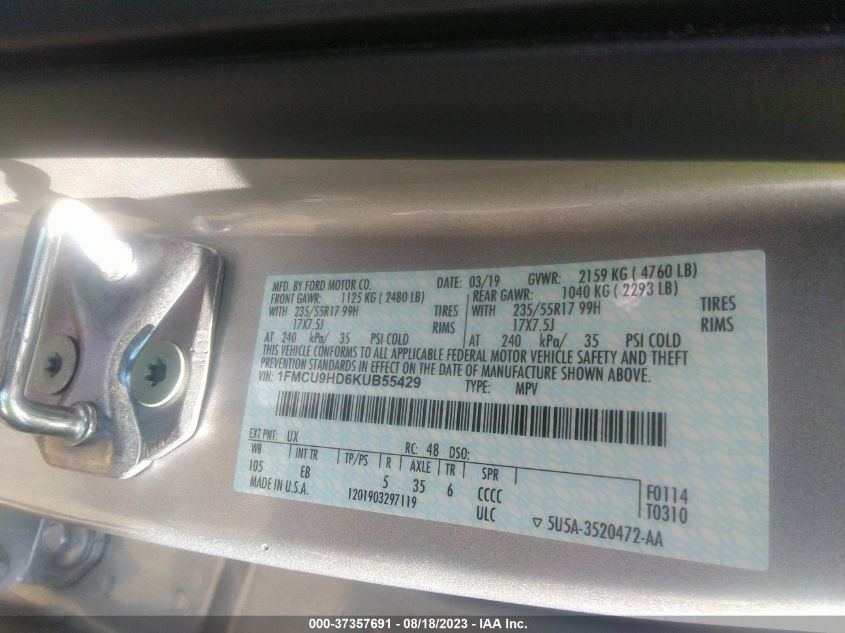 MFD. BY FORD MOTOR CO. DATE: 03/19 GVWR: 2159 KG ( 4760 LB)
FRONT GAWR: 1125 KG ( 2480 LB) REAR GAWR: 1040 KG ( 2293 LB)
WITH 235/55R17 99H TIRES WITH 235/55R17 99H TIRES
17X7.5J RIMS 17X7.5J RIMS
AT 240 kPa/ 35 PSI COLD AT 240 kPa/ 35 PSI COLD
THIS VEHICLE CONFORMS TO ALL APPLICABLE FEDERAL MOTOR VEHICLE SAFETY AND THEFT
PREVENTION STANDARDS IN EFFECT ON THE DATE OF MANUFACTURE SHOWN ABOVE.
VIN: 1FMCU9HD6KUB55429 TYPE: MPV
EXT PNT: UX RC: 48 DSO:
WB INT TR TP/PS R AXLE TR SPR
105 EB 5 35 6 CCCC F0114
MADE IN U.S.A. 1201903297119 ULC T0310
▽ 5U5A-3520472-AA
000-37357691 - 08/18/2023 - IAA Inc.